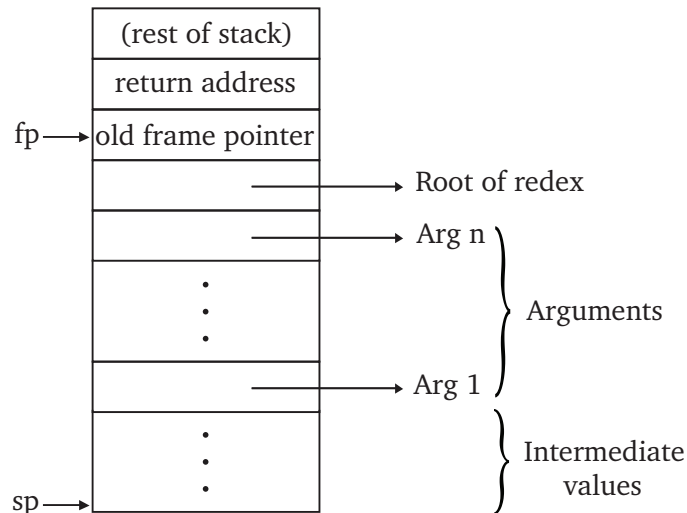 (rest of stack)
return address
fp
old frame pointer
Root of redex
Arg n
Arguments
Arg 1
Intermediate
values
sp